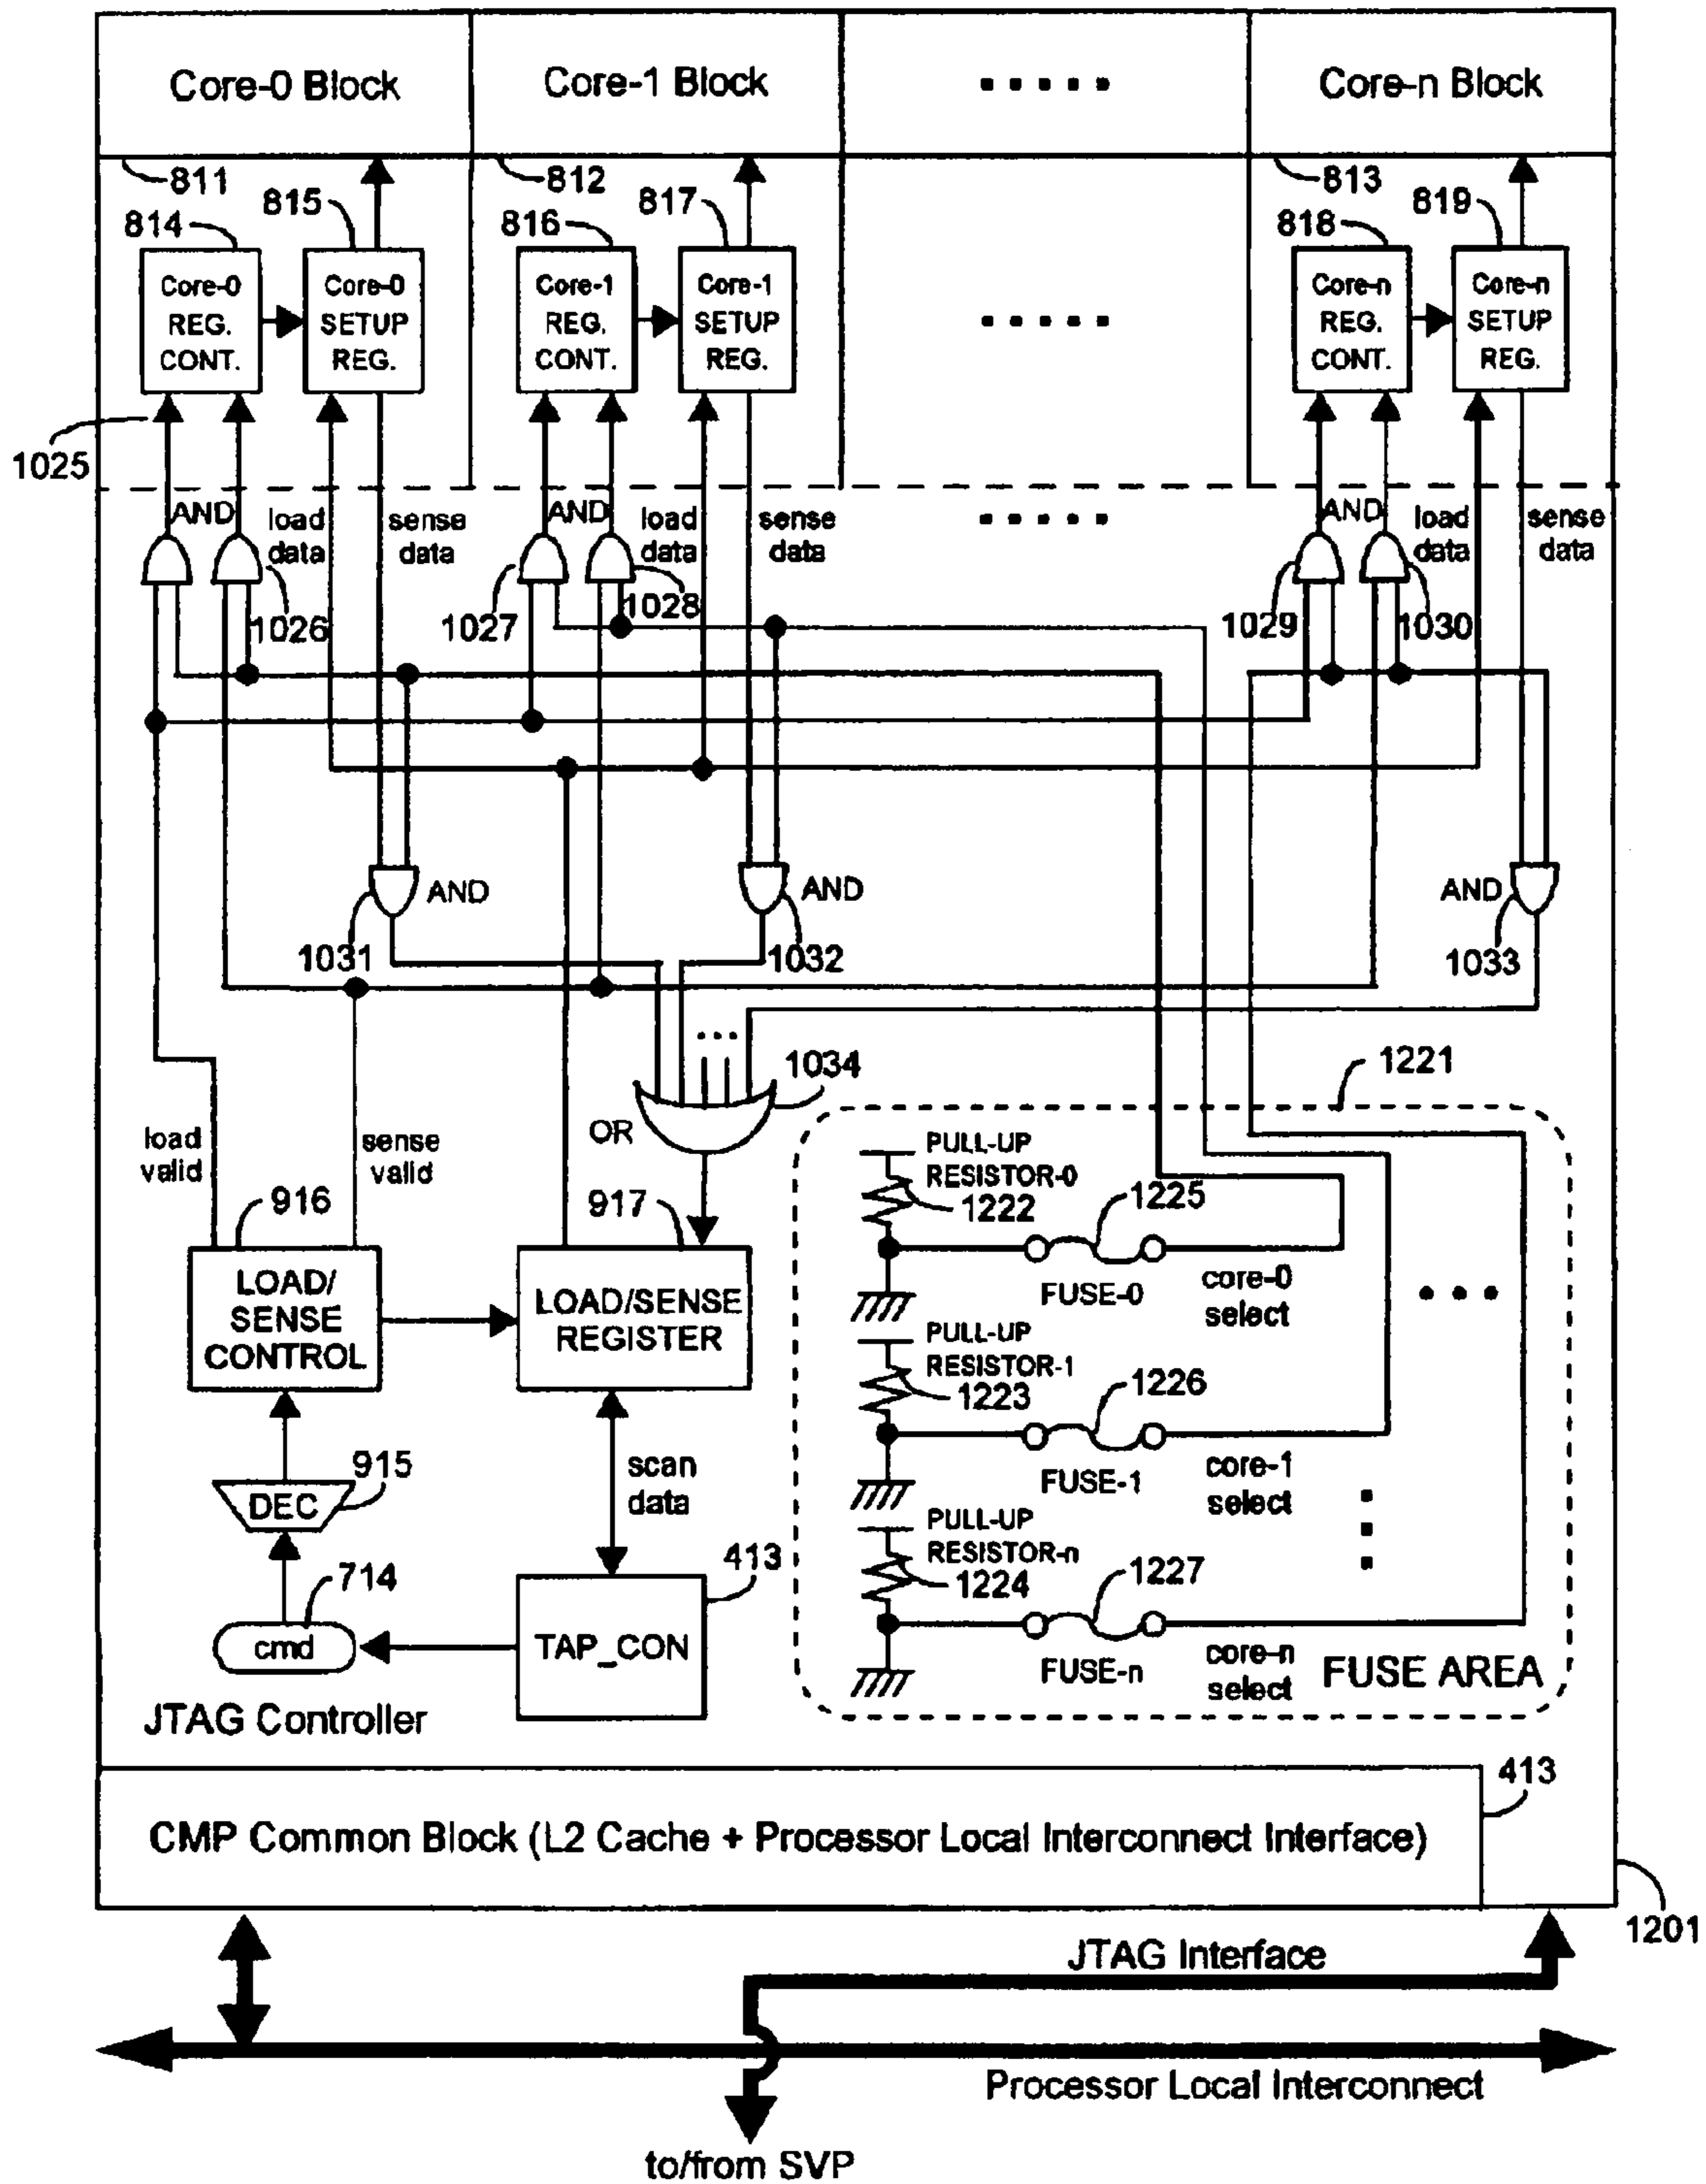 Core-0 Block
Core-1 Block
.....
Core-n Block
811
812
813
814
815
816
817
818
819
Core-0
REG.
CONT.
Core-0
SETUP
REG.
Core-1
REG.
CONT.
Core-1
SETUP
REG.
.....
Core-n
REG.
CONT.
Core-n
SETUP
REG.
1025
AND
load
data
sense
data
AND
load
data
sense
data
.....
AND
load
data
sense
data
1026
1027
1028
1029
1030
AND
AND
AND
1031
1032
1033
...
1034
OR
1221
load
valid
sense
valid
916
917
LOAD/
SENSE
CONTROL
LOAD/SENSE
REGISTER
915
DEC
scan
data
714
cmd
413
TAP_CON
JTAG Controller
PULL-UP
RESISTOR-0
1222
1225
FUSE-0
core-0
select
...
PULL-UP
RESISTOR-1
1223
1226
FUSE-1
core-1
select
PULL-UP
RESISTOR-n
1224
1227
FUSE-n
core-n
select
FUSE AREA
413
CMP Common Block (L2 Cache + Processor Local Interconnect Interface)
1201
JTAG Interface
Processor Local Interconnect
to/from SVP